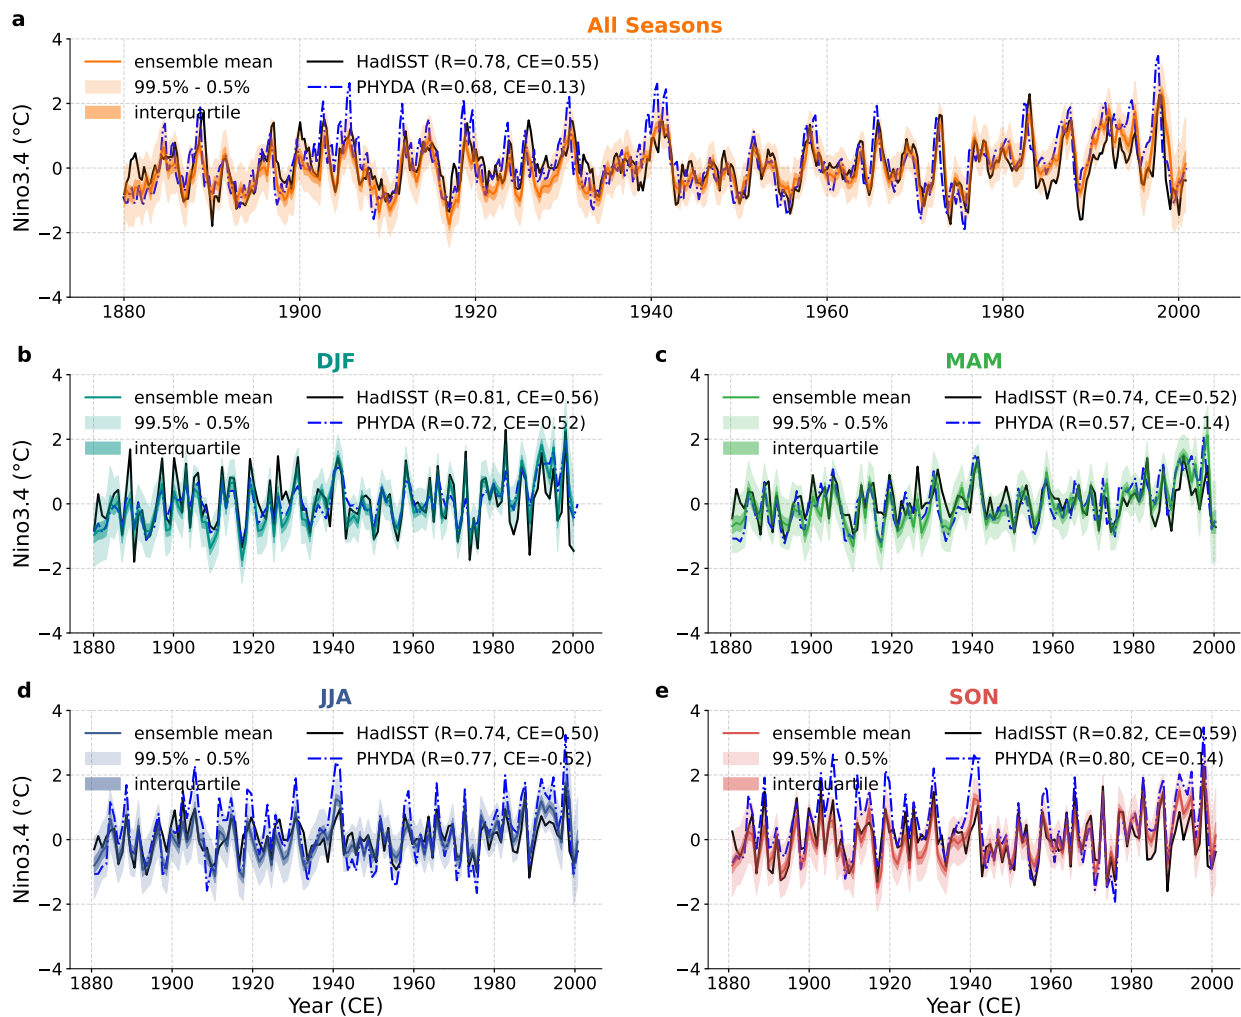 a
All Seasons
ensemble mean
99.5% - 0.5%
interquartile
HadISST (R=0.78, CE=0.55)
PHYDA (R=0.68, CE=0.13)
Nino3.4 (°C)
4
2
0
−2
−4
1880 1900 1920 1940 1960 1980 2000
b
DJF
ensemble mean
99.5% - 0.5%
interquartile
HadISST (R=0.81, CE=0.56)
PHYDA (R=0.72, CE=0.52)
Nino3.4 (°C)
4
2
0
−2
−4
1880 1900 1920 1940 1960 1980 2000
c
MAM
ensemble mean
99.5% - 0.5%
interquartile
HadISST (R=0.74, CE=0.52)
PHYDA (R=0.57, CE=-0.14)
4
2
0
−2
−4
1880 1900 1920 1940 1960 1980 2000
d
JJA
ensemble mean
99.5% - 0.5%
interquartile
HadISST (R=0.74, CE=0.50)
PHYDA (R=0.77, CE=-0.52)
Nino3.4 (°C)
4
2
0
−2
−4
1880 1900 1920 1940 1960 1980 2000
Year (CE)
e
SON
ensemble mean
99.5% - 0.5%
interquartile
HadISST (R=0.82, CE=0.59)
PHYDA (R=0.80, CE=0.14)
4
2
0
−2
−4
1880 1900 1920 1940 1960 1980 2000
Year (CE)